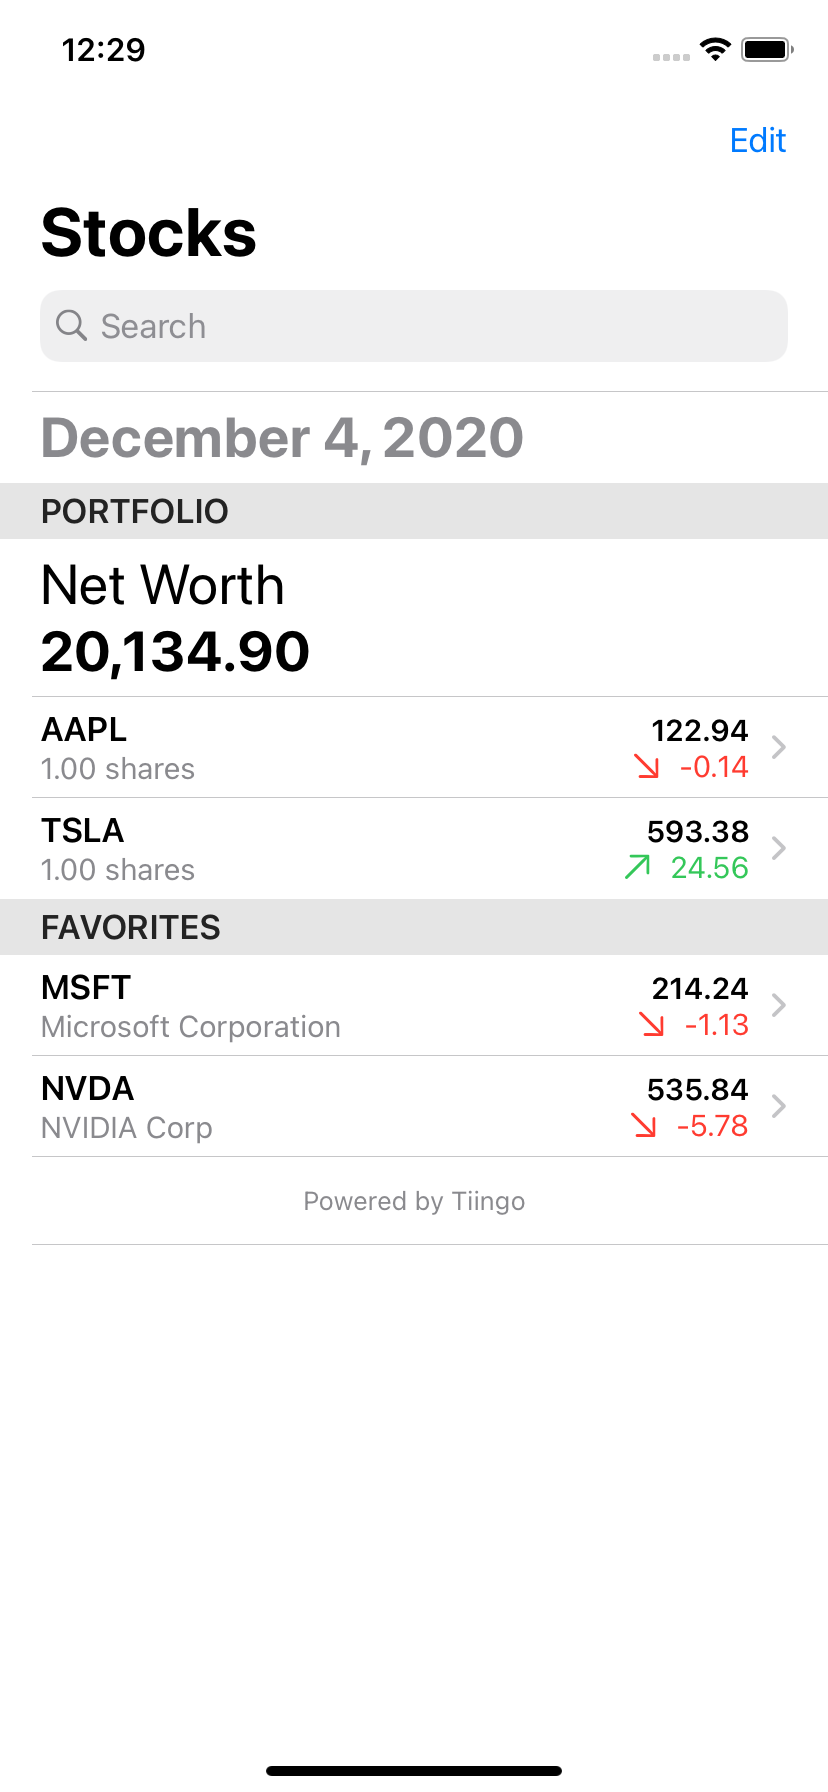 12:29
Edit
Stocks
Search
December 4, 2020
PORTFOLIO
Net Worth
20,134.90
AAPL 122.94
1.00 shares -0.14
TSLA 593.38
1.00 shares 24.56
FAVORITES
MSFT 214.24
Microsoft Corporation -1.13
NVDA 535.84
NVIDIA Corp -5.78
Powered by Tiingo